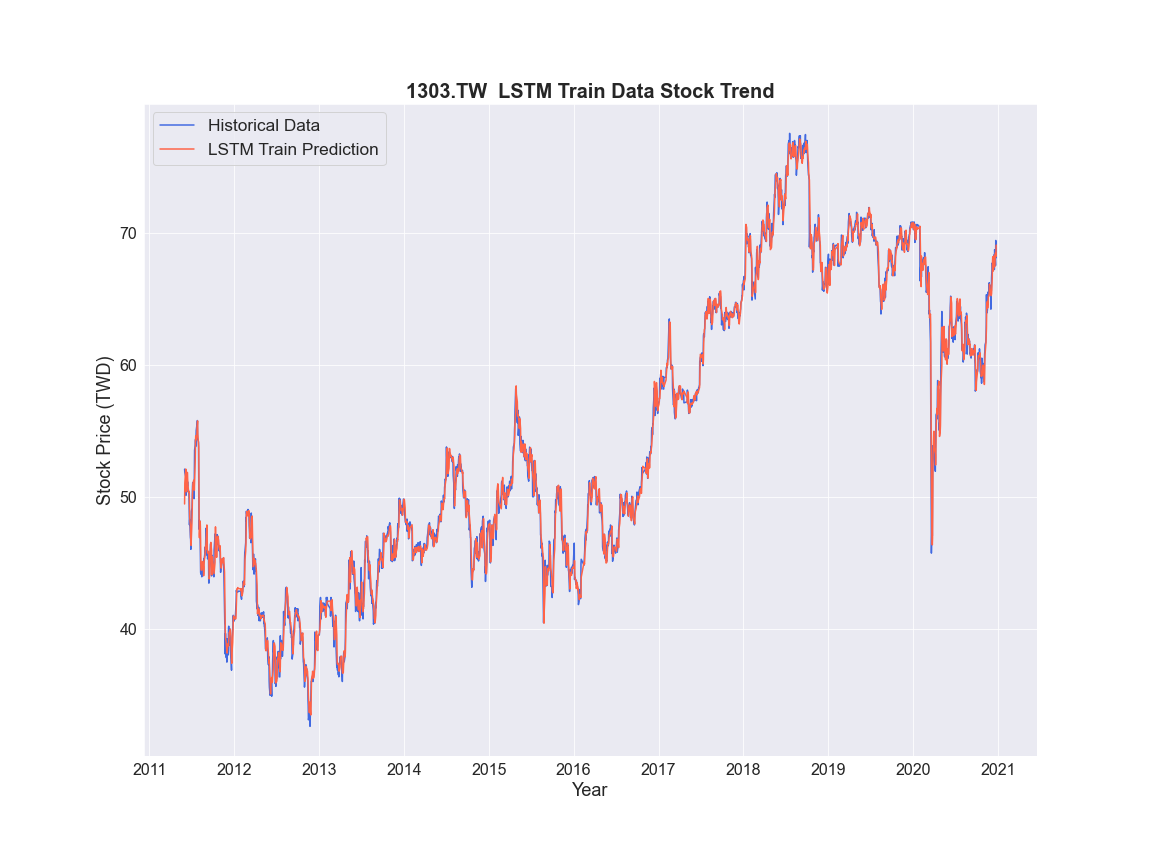 1303.TW  LSTM Train Data Stock Trend
Historical Data
LSTM Train Prediction
Stock Price (TWD)
70
60
50
40
2011 2012 2013 2014 2015 2016 2017 2018 2019 2020 2021
Year